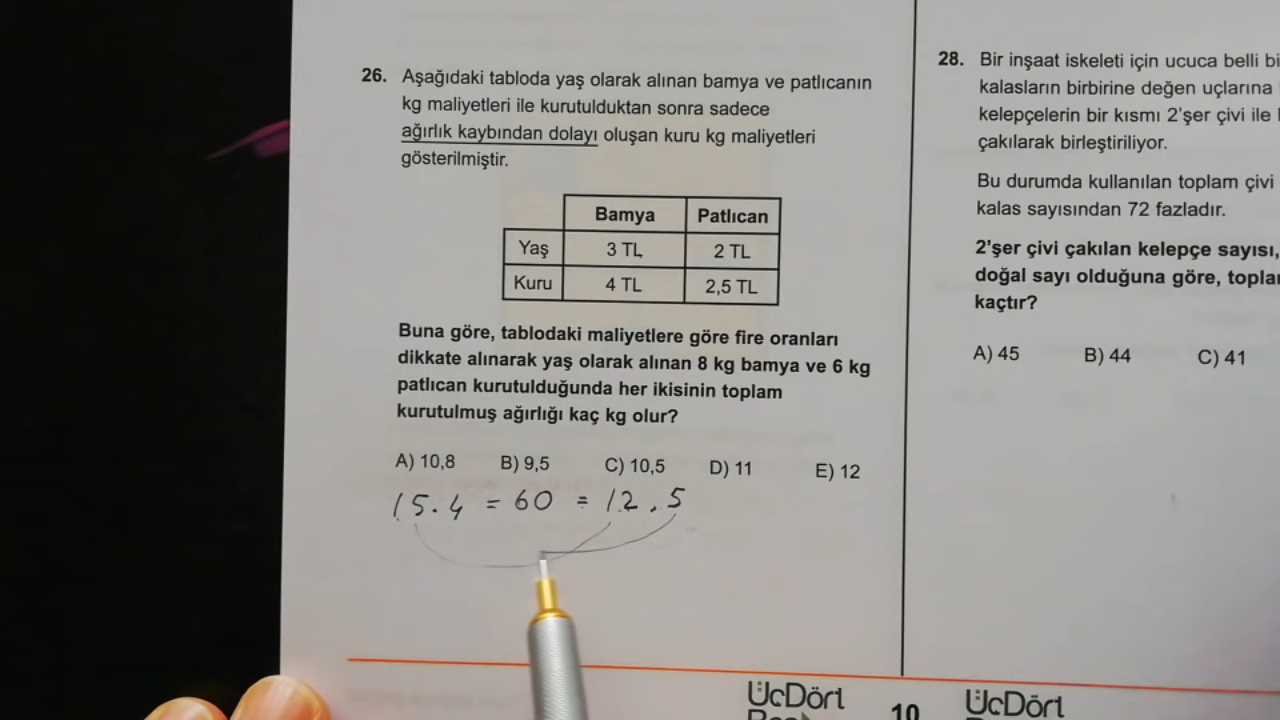 26. Aşağıdaki tabloda yaş olarak alınan bamya ve patlıcanın
kg maliyetleri ile kurutulduktan sonra sadece
ağırlık kaybından dolayı oluşan kuru kg maliyetleri
gösterilmiştir.
Bamya Patlıcan
Yaş 3 TL 2 TL
Kuru 4 TL 2,5 TL
Buna göre, tablodaki maliyetlere göre fire oranları
dikkate alınarak yaş olarak alınan 8 kg bamya ve 6 kg
patlıcan kurutulduğunda her ikisinin toplam
kurutulmuş ağırlığı kaç kg olur?
A) 10,8 B) 9,5 C) 10,5 D) 11 E) 12
15.4 = 60 = 12.5
ÜcDört
10
28. Bir inşaat iskeleti için ucuca belli
kalasların birbirine değen uçlarına
kelepçelerin bir kısmı 2'şer çivi ile
çakılarak birleştiriliyor.
Bu durumda kullanılan toplam çivi
kalas sayısından 72 fazladır.
2'şer çivi çakılan kelepçe sayısı,
doğal sayı olduğuna göre,
kaçtır?
A) 45 B) 44 C) 41
ÜcDört